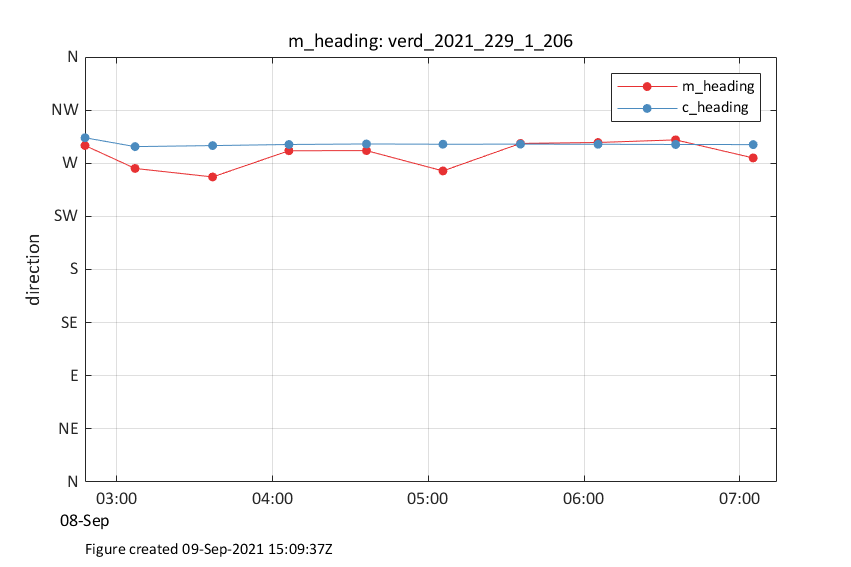 m_heading: verd_2021_229_1_206
N
NW
W
SW
S
SE
E
NE
N
direction
m_heading
c_heading
03:00
04:00
05:00
06:00
07:00
08-Sep
Figure created 09-Sep-2021 15:09:37Z